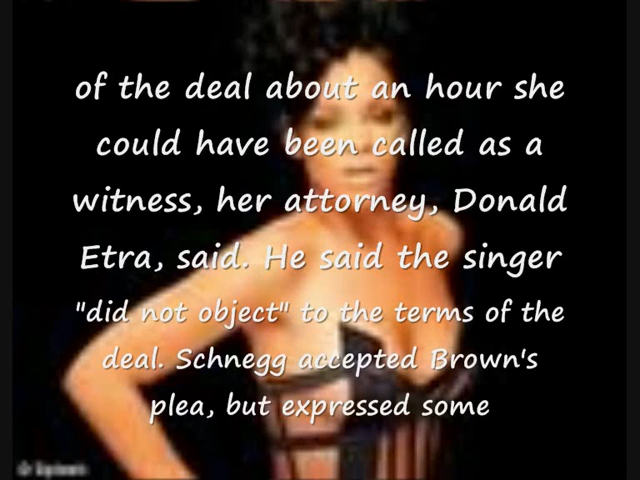 of the deal about an hour she
could have been called as a
witness, her attorney, Donald
Etra, said. He said the singer
"did not object" to the terms of the
deal. Schnegg accepted Brown's
plea, but expressed some